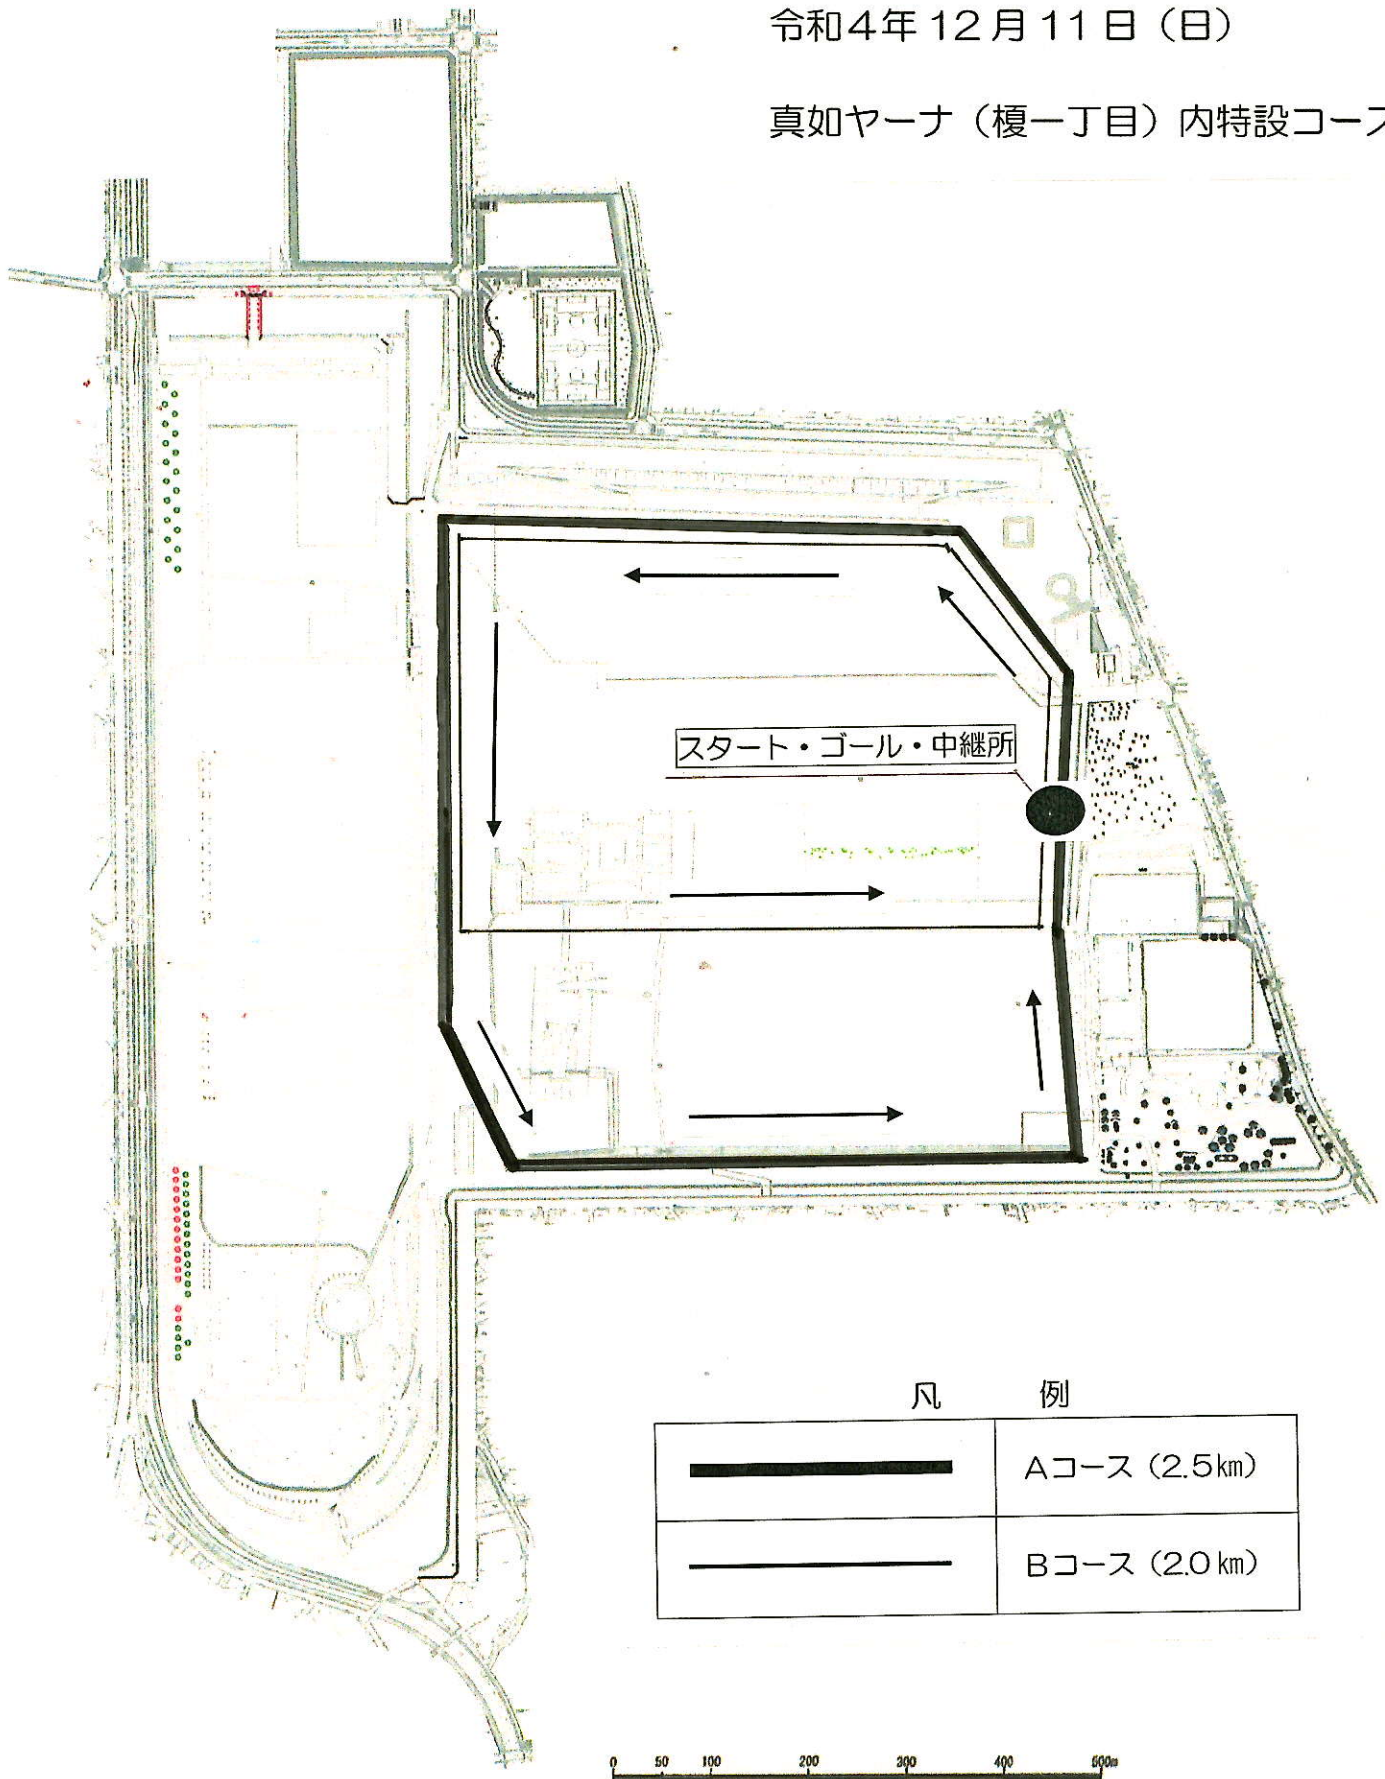 令和4年12月11日（日）
真如ヤーナ（榎一丁目）内特設コース
スタート・ゴール・中継所
凡 例
Aコース（2.5㎞）
Bコース（2.0㎞）
0 50 100 200 300 400 500m